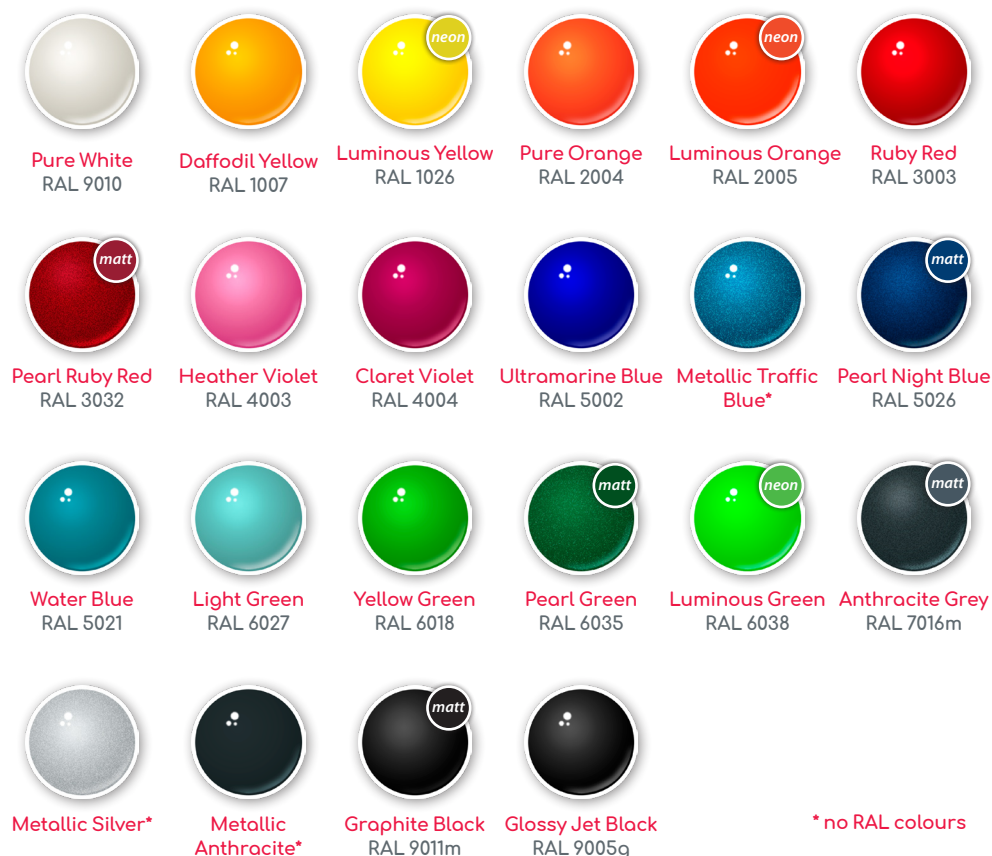 neon
neon
Pure White
RAL 9010
Daffodil Yellow
RAL 1007
Luminous Yellow
RAL 1026
Pure Orange
RAL 2004
Luminous Orange
RAL 2005
Ruby Red
RAL 3003
matt
matt
Pearl Ruby Red
RAL 3032
Heather Violet
RAL 4003
Claret Violet
RAL 4004
Ultramarine Blue
RAL 5002
Metallic Traffic
Blue*
Pearl Night Blue
RAL 5026
matt
neon
matt
Water Blue
RAL 5021
Light Green
RAL 6027
Yellow Green
RAL 6018
Pearl Green
RAL 6035
Luminous Green
RAL 6038
Anthracite Grey
RAL 7016m
matt
Metallic Silver*
Metallic
Anthracite*
Graphite Black
RAL 9011m
Glossy Jet Black
RAL 9005g
* no RAL colours